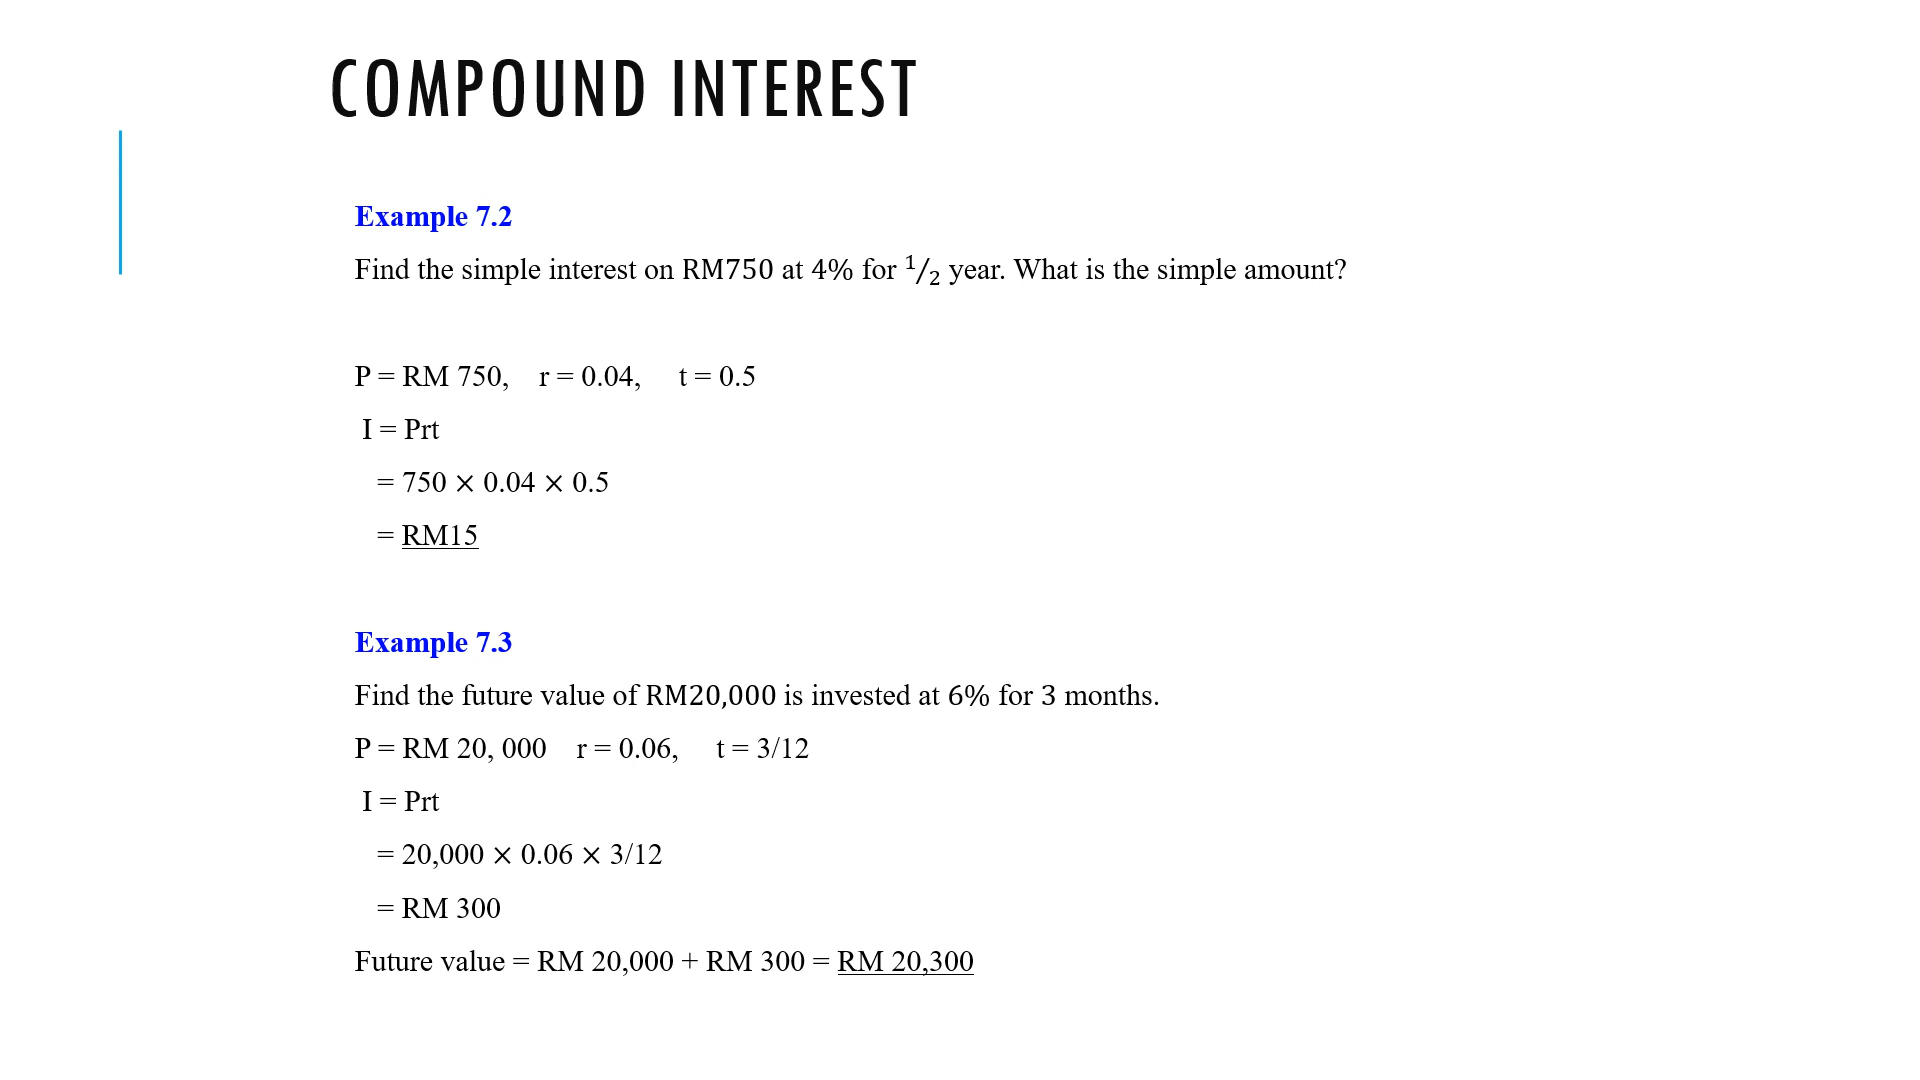 COMPOUND INTEREST
Example 7.2
Find the simple interest on RM750 at 4% for 1/2 year. What is the simple amount?
P = RM 750, r = 0.04, t = 0.5
I = Prt
= 750 × 0.04 × 0.5
= RM15
Example 7.3
Find the future value of RM20,000 is invested at 6% for 3 months.
P = RM 20, 000 r = 0.06, t = 3/12
I = Prt
= 20,000 × 0.06 × 3/12
= RM 300
Future value = RM 20,000 + RM 300 = RM 20,300